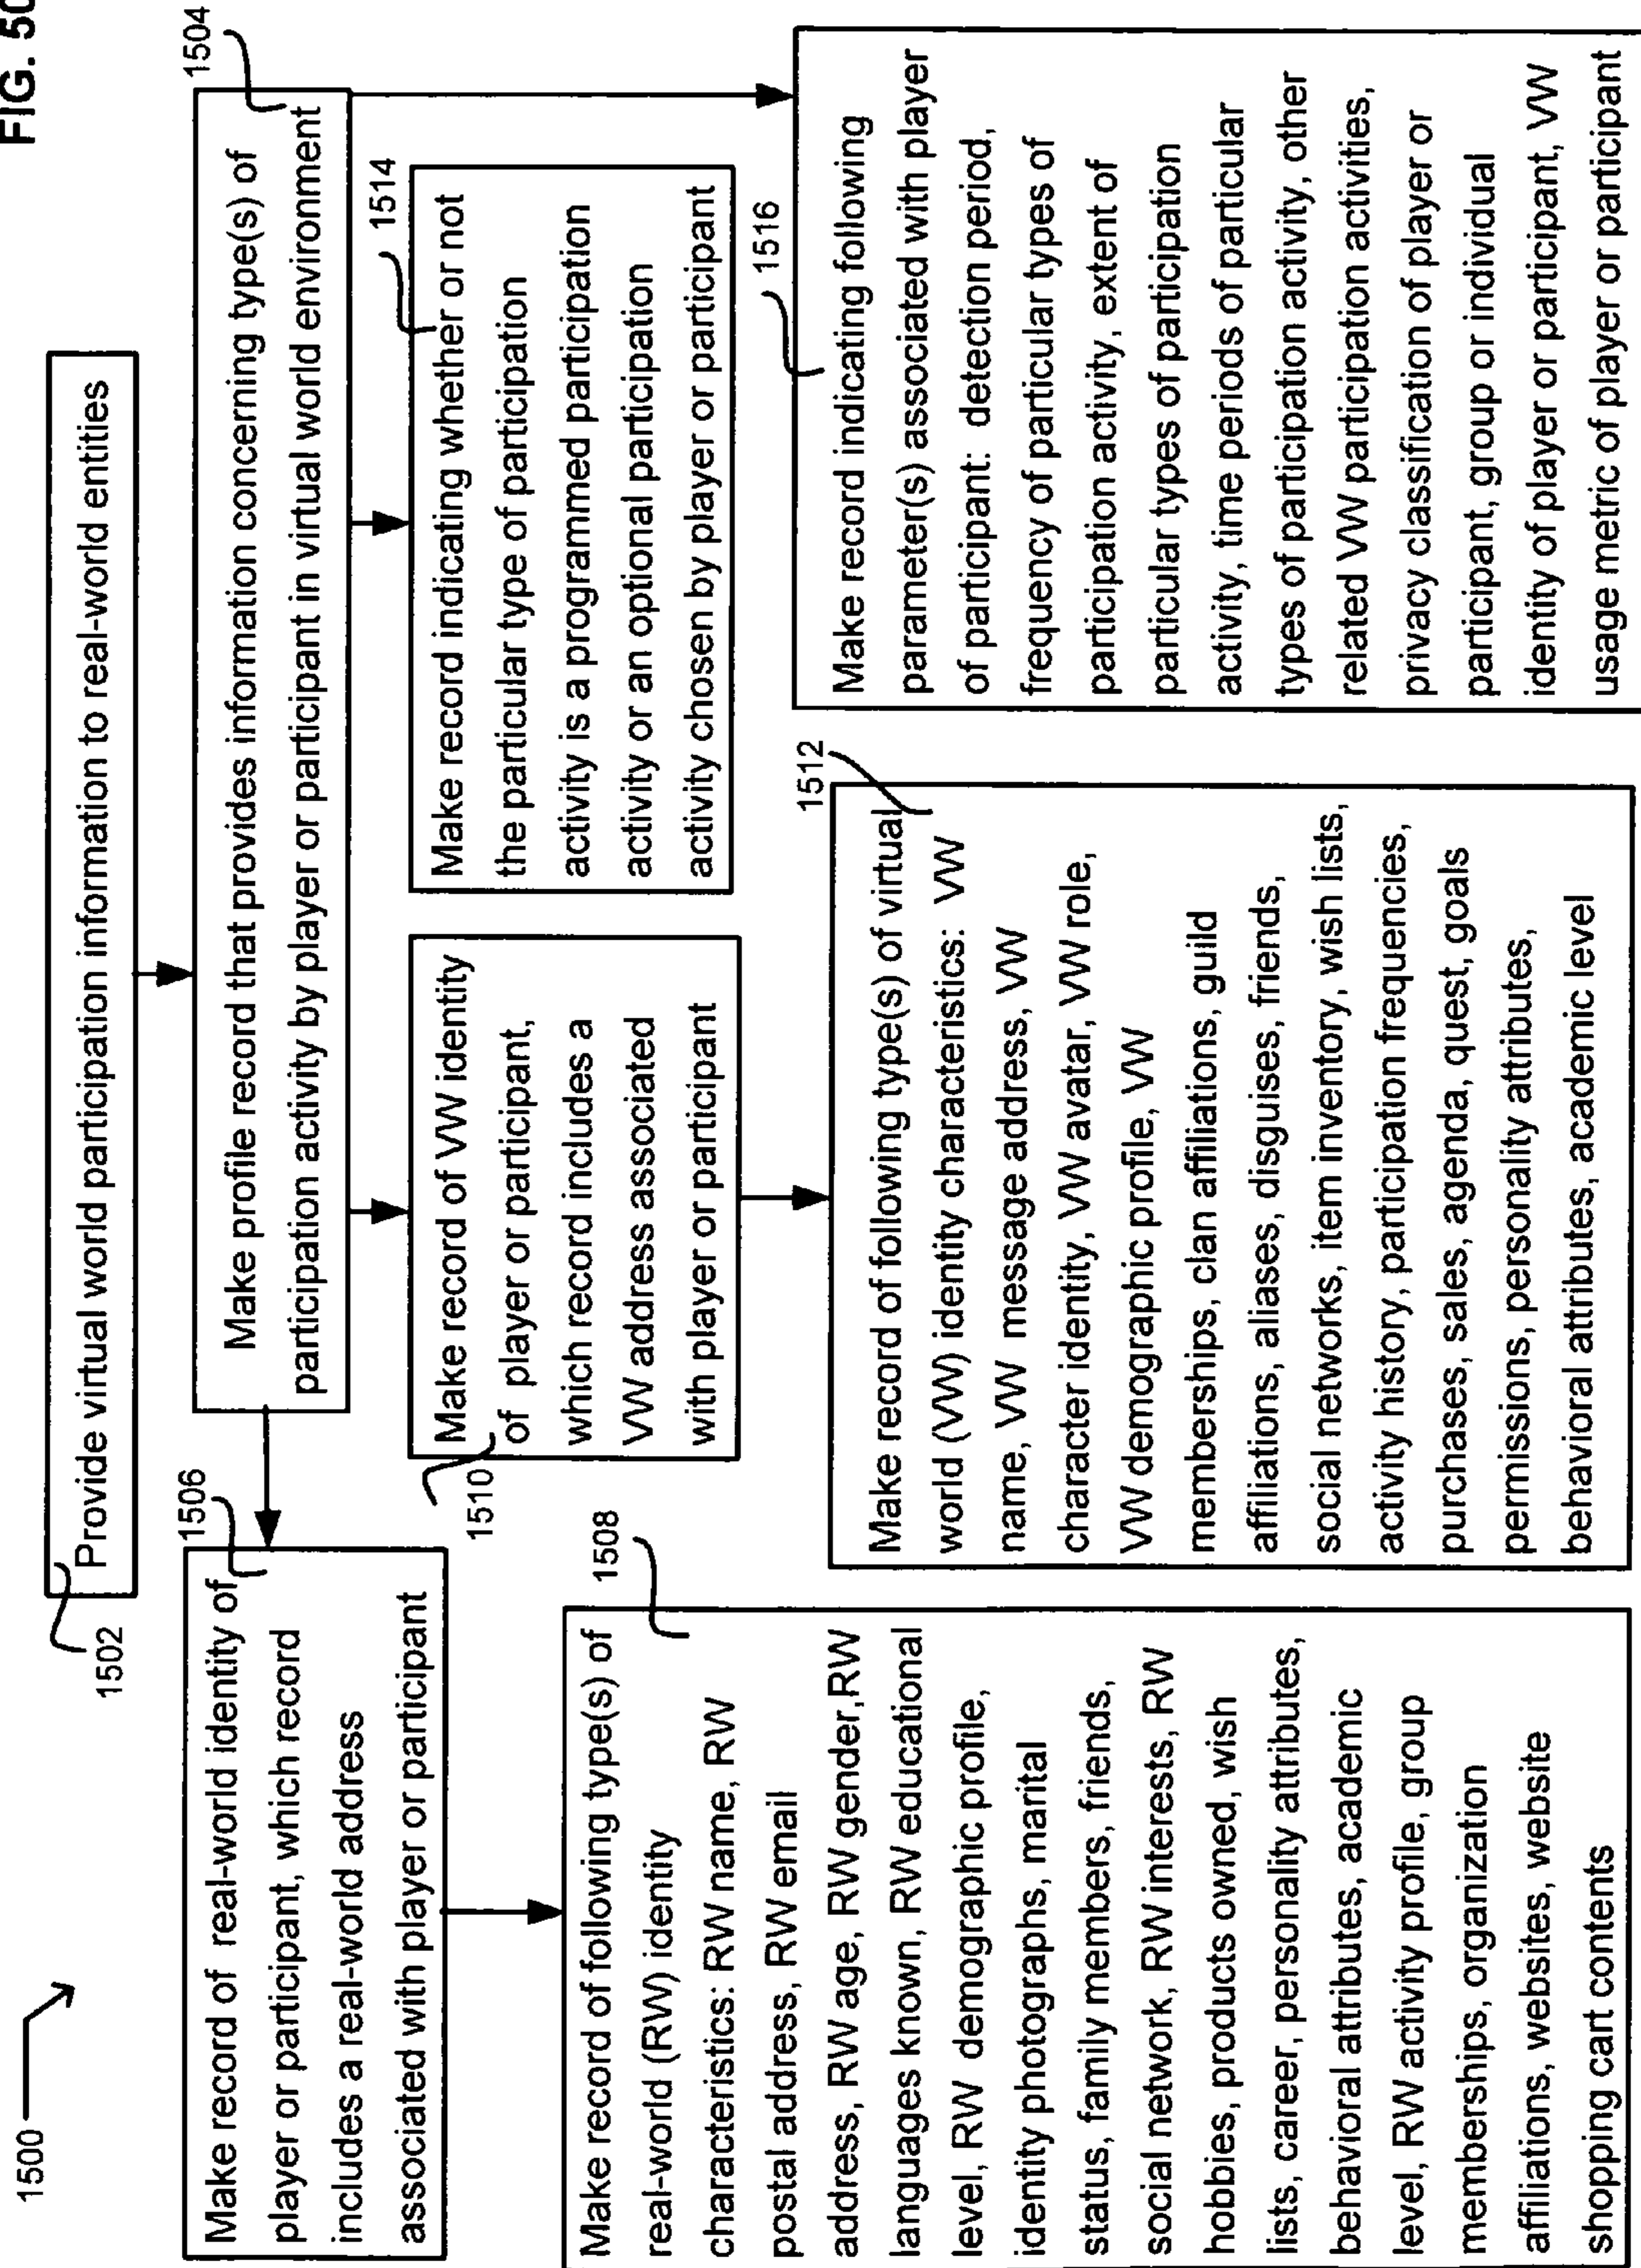 FIG. 50
1500
1502
Provide virtual world participation information to real-world entities
1504
Make profile record that provides information concerning type(s) of
participation activity by player or participant in virtual world environment
1506
Make record of real-world identity of
player or participant, which record
includes a real-world address
associated with player or participant
1510
Make record of VW identity
of player or participant,
which record includes a
VW address associated
with player or participant
1514
Make record indicating whether or not
the particular type of participation
activity is a programmed participation
activity or an optional participation
activity chosen by player or participant
1508
Make record of following type(s) of
real-world (RW) identity
characteristics: RW name, RW
postal address, RW email
address, RW age, RW gender,RW
languages known, RW educational
level, RW demographic profile,
identity photographs, marital
status, family members, friends,
social network, RW interests, RW
hobbies, products owned, wish
lists, career, personality attributes,
behavioral attributes, academic
level, RW activity profile, group
memberships, organization
affiliations, websites, website
shopping cart contents
1512
Make record of following type(s) of virtual
world (VW) identity characteristics: VW
name, VW message address, VW
character identity, VW avatar, VW role,
VW demographic profile, VW
memberships, clan affiliations, guild
affiliations, aliases, disguises, friends,
social networks, item inventory, wish lists,
activity history, participation frequencies,
purchases, sales, agenda, quest, goals
permissions, personality attributes,
behavioral attributes, academic level
1516
Make record indicating following
parameter(s) associated with player
of participant: detection period,
frequency of particular types of
participation activity, extent of
particular types of participation
activity, time periods of particular
types of participation activity, other
related VW participation activities,
privacy classification of player or
participant, group or individual
identity of player or participant, VW
usage metric of player or participant